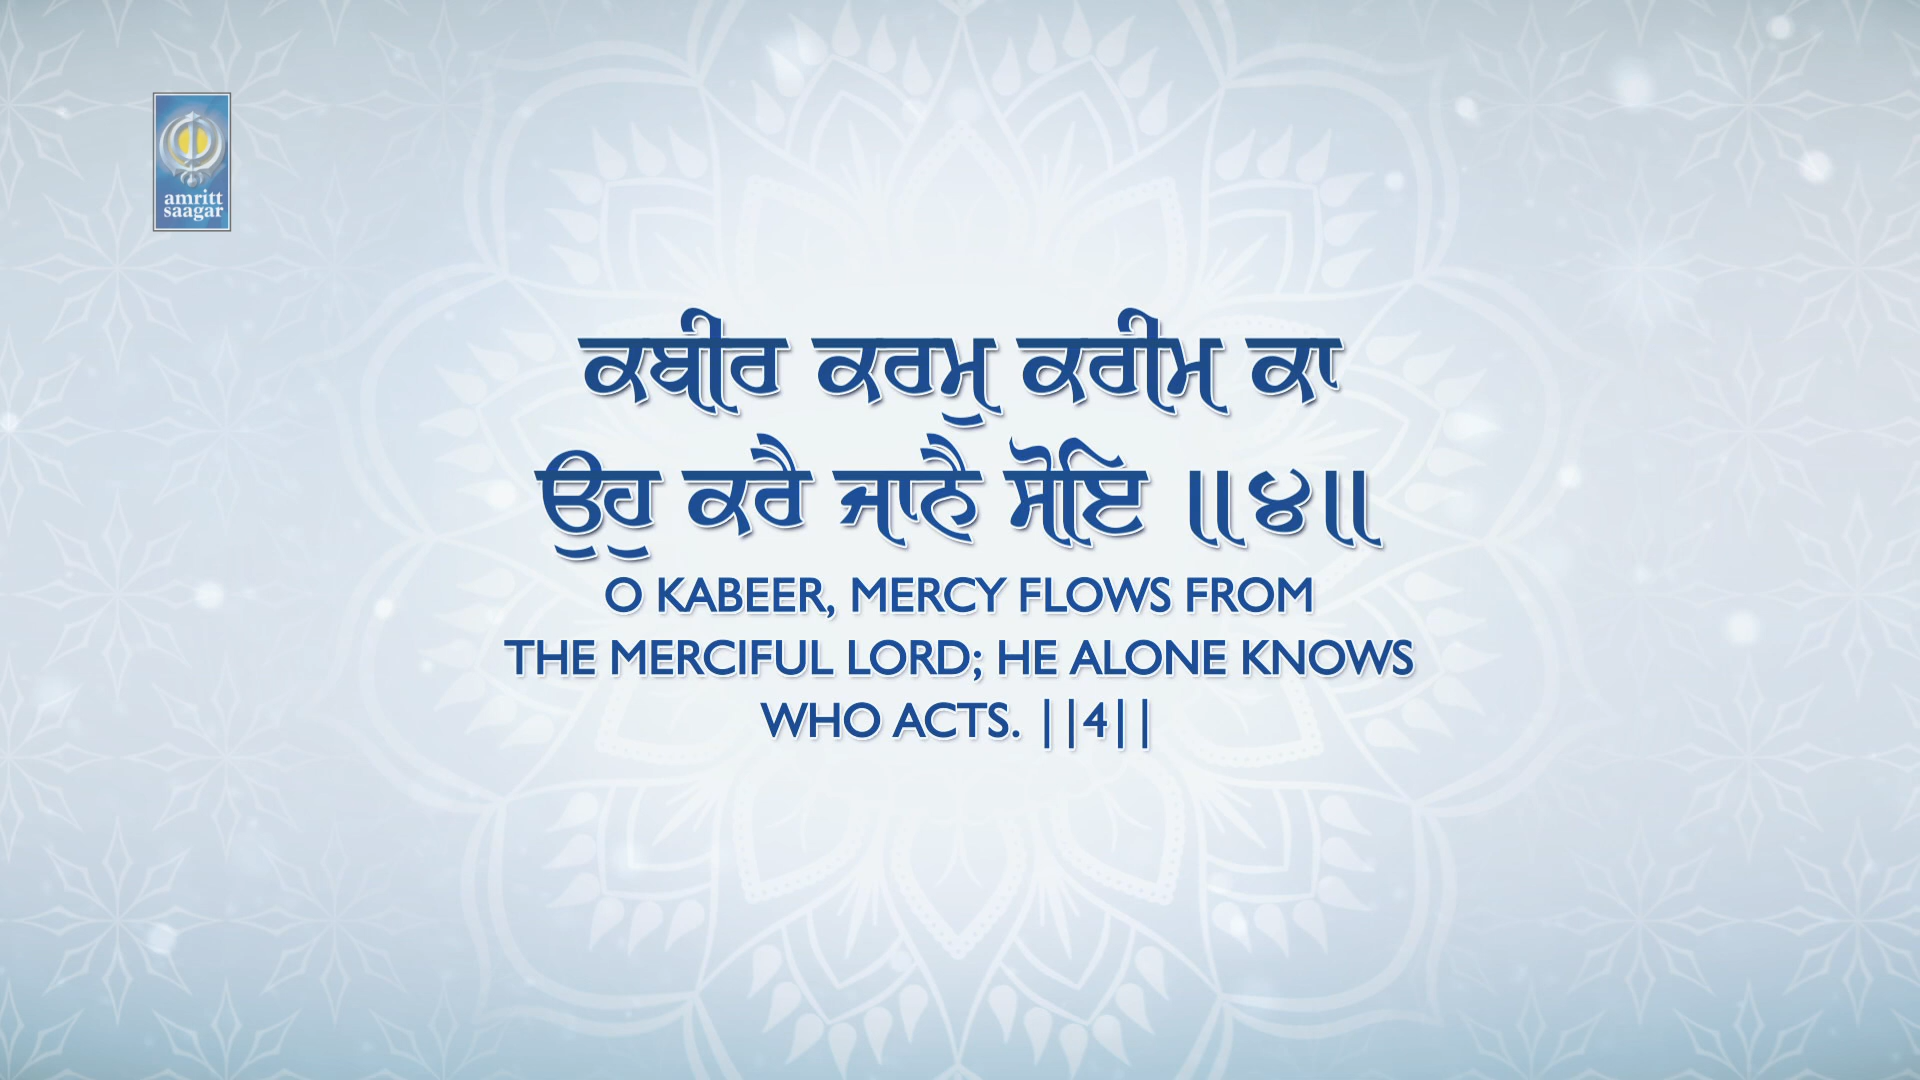 amritt
saagar
ਕਬੀਰ ਕਰਮੁ ਕਰੀਮ ਕਾ
ਉਹੁ ਕਰੈ ਜਾਨੈ ਸੋਇ ॥੪॥
O KABEER, MERCY FLOWS FROM
THE MERCIFUL LORD; HE ALONE KNOWS
WHO ACTS. ||4||